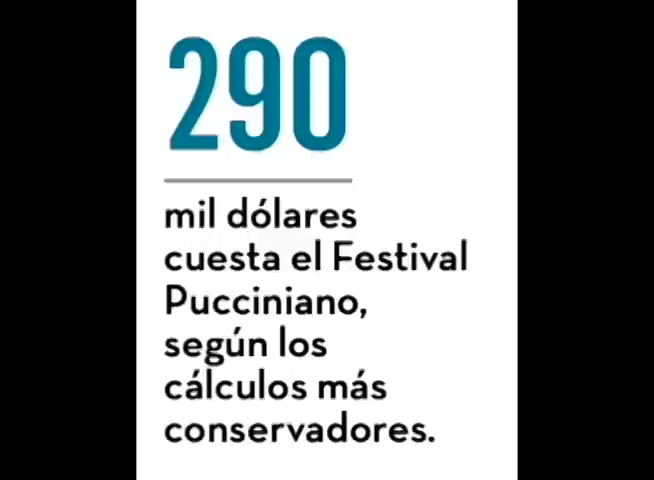 290
mil dólares
cuesta el Festival
Pucciniano,
según los
cálculos más
conservadores.